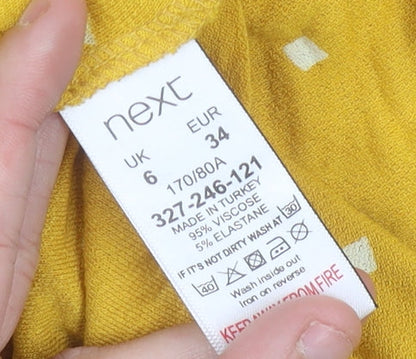 next
UK EUR
6 34
170/80A
327-246-121
MADE IN TURKEY
95% VISCOSE
5% ELASTANE
IF IT'S NOT DIRTY WASH AT 30
40
Wash inside out
Iron on reverse
KEEP AWAY FROM FIRE